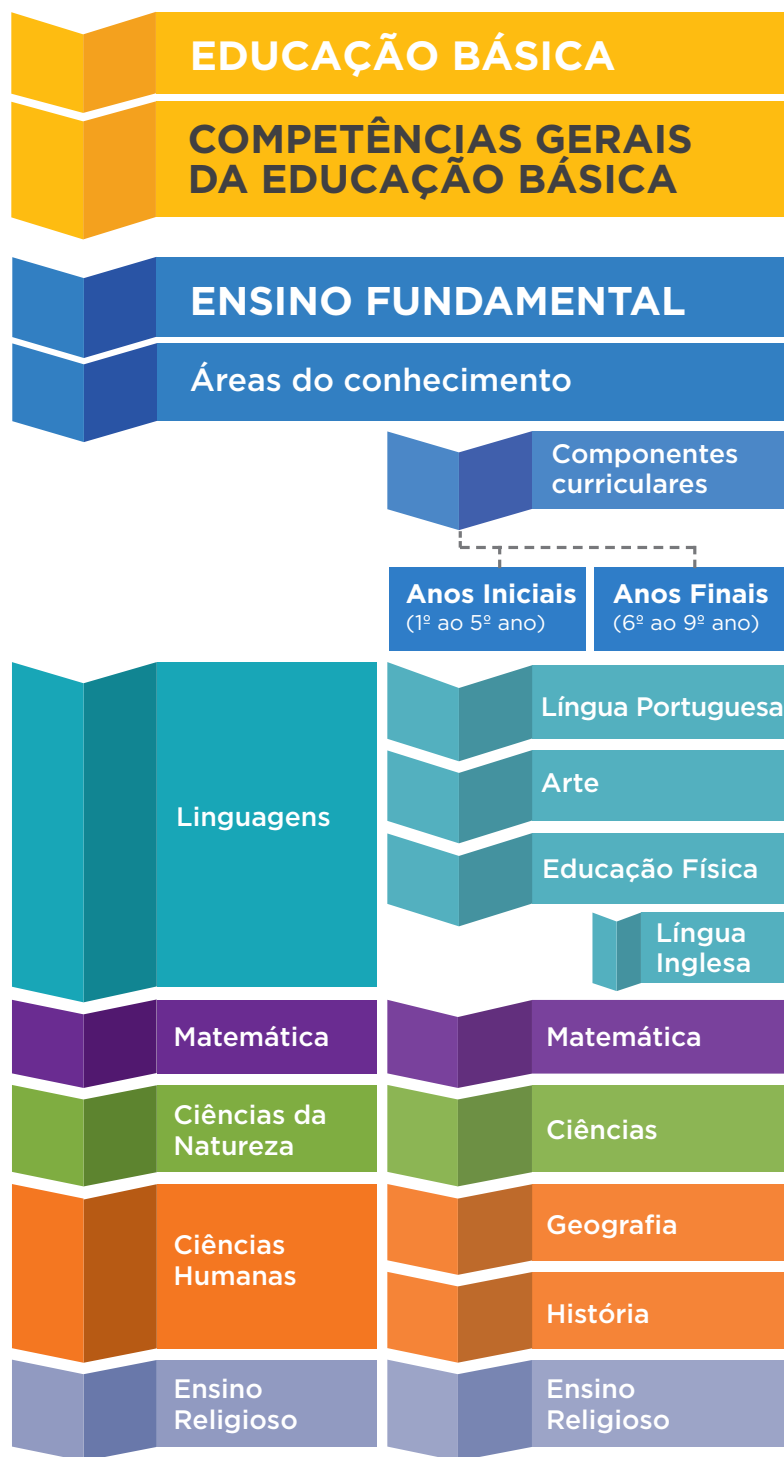 EDUCAÇÃO BÁSICA
COMPETÊNCIAS GERAIS
DA EDUCAÇÃO BÁSICA
ENSINO FUNDAMENTAL
Áreas do conhecimento
Componentes
curriculares
Anos Iniciais
(1º ao 5º ano)
Anos Finais
(6º ao 9º ano)
Linguagens
Língua Portuguesa
Arte
Educação Física
Língua
Inglesa
Matemática
Matemática
Ciências da
Natureza
Ciências
Ciências
Humanas
Geografia
História
Ensino
Religioso
Ensino
Religioso